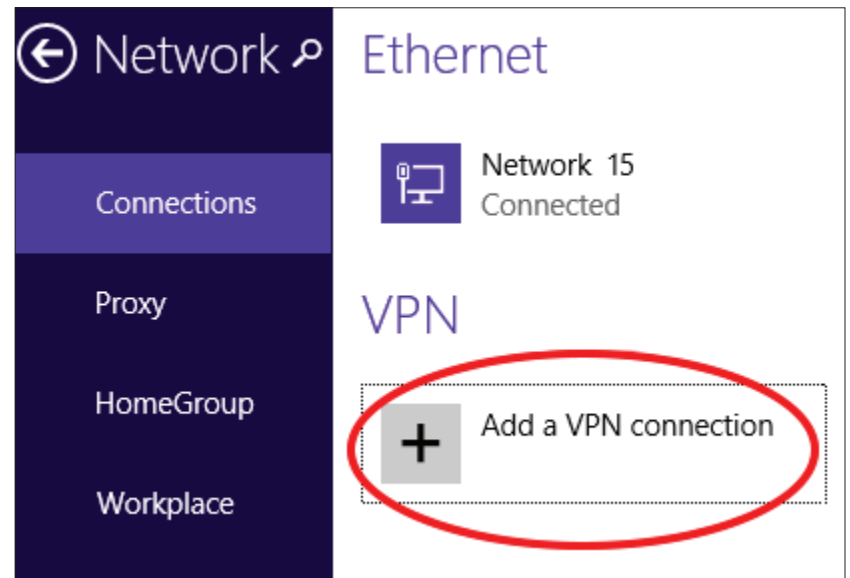 Network
Connections
Proxy
HomeGroup
Workplace
Ethernet
Network 15
Connected
VPN
Add a VPN connection